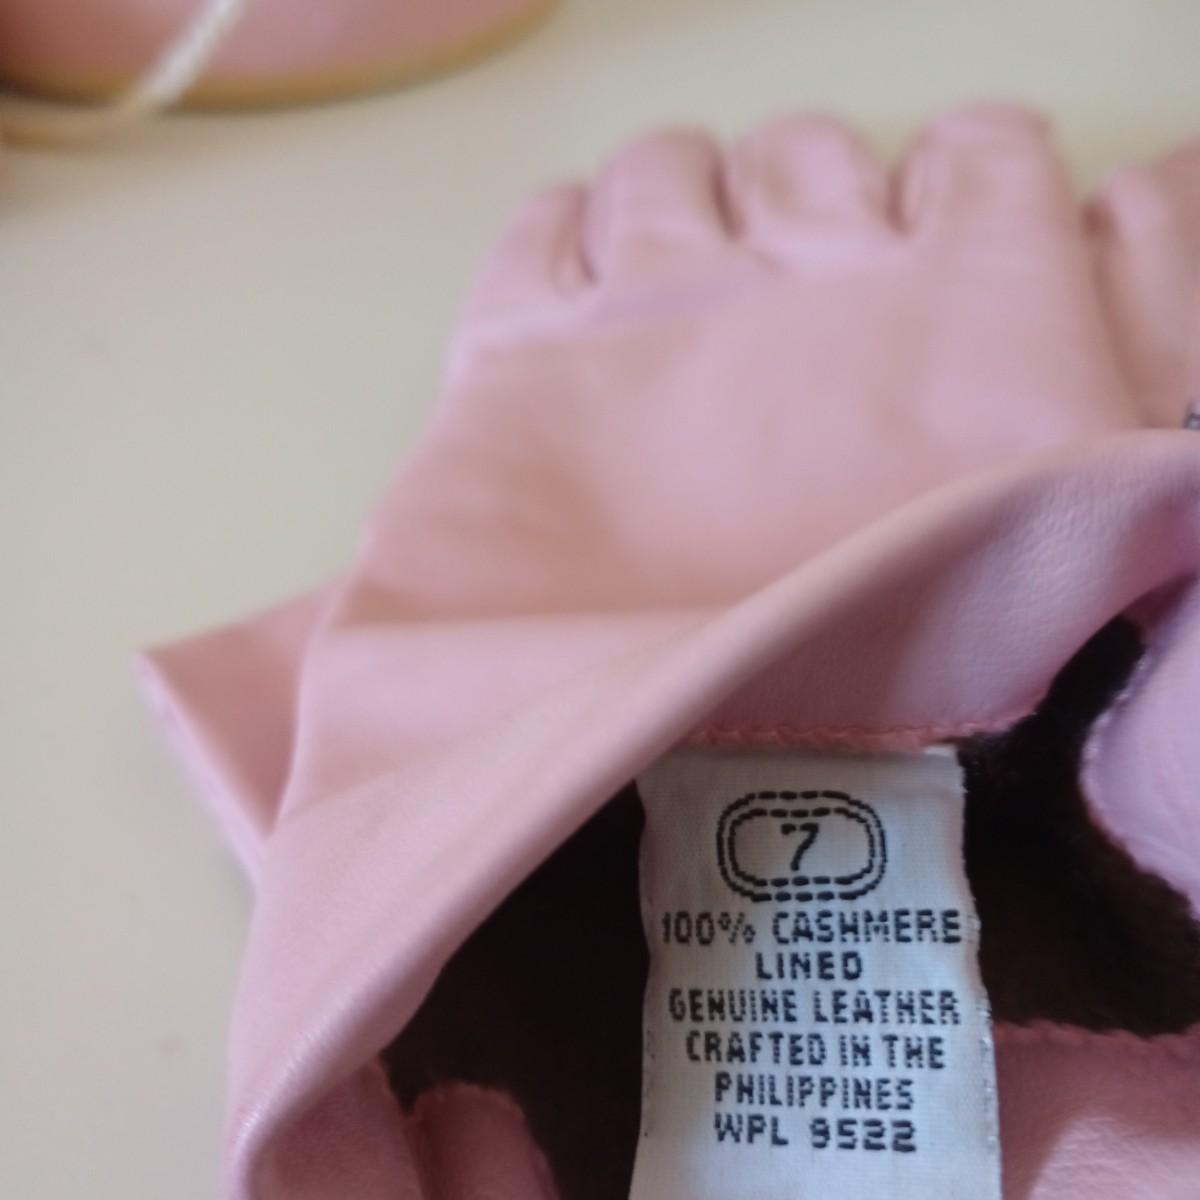 7
100% CASHMERE
LINED
GENUINE LEATHER
CRAFTED IN THE
PHILIPPINES
WPL 9522